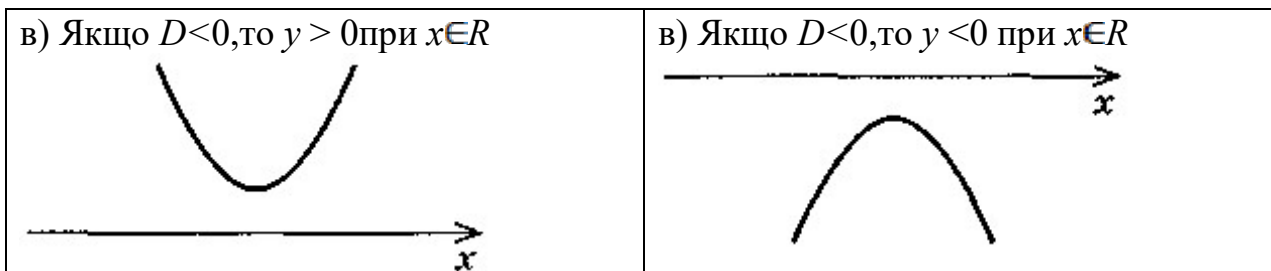 в) Якщо D<0,то y > 0при x∈R
x
в) Якщо D<0,то y <0 при x∈R
x